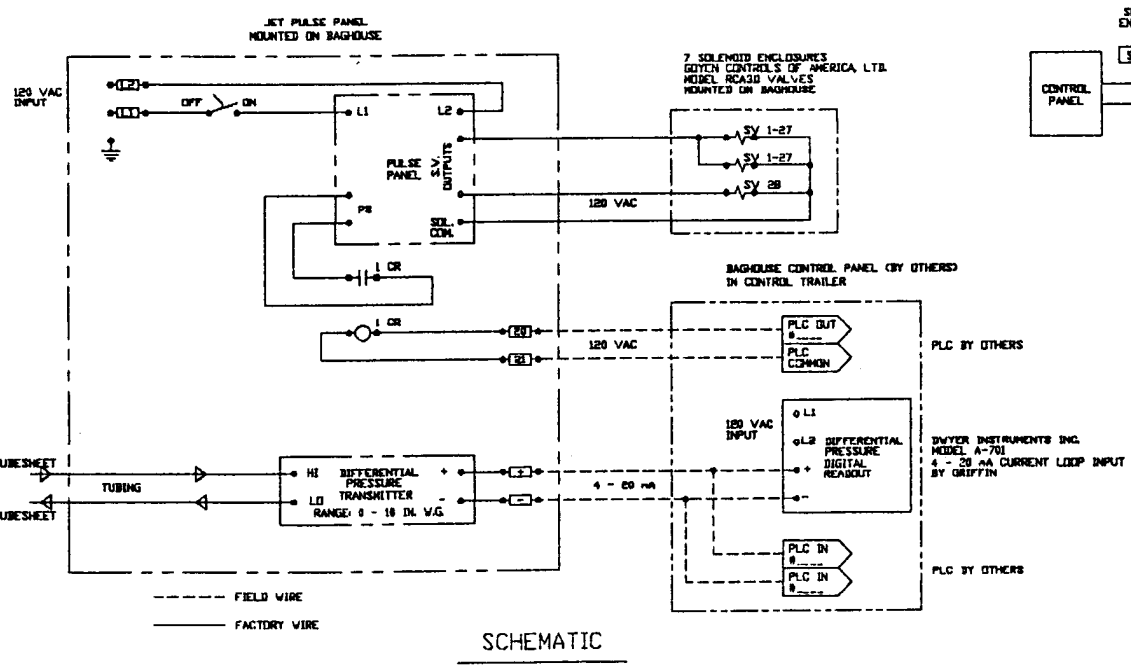 JET PULSE PANEL
MOUNTED ON BAGHOUSE
120 VAC
INPUT
L2
L1
OFF
ON
L1
L2
PULSE
PANEL
S.V.
OUTPUTS
PS
SOL.
COM.
1 CR
1 CR
20
21
7 SOLENOID ENCLOSURES
GOYEN CONTROLS OF AMERICA, LTD.
MODEL RCA3D VALVES
MOUNTED ON BAGHOUSE
SV 1-27
SV 1-27
SV 28
120 VAC
CONTROL
PANEL
BAGHOUSE CONTROL PANEL (BY OTHERS)
IN CONTROL TRAILER
120 VAC
PLC OUT
#____
PLC
COMMON
PLC BY OTHERS
120 VAC
INPUT
L1
L2
DIFFERENTIAL
PRESSURE
DIGITAL
READOUT
+
-
DWYER INSTRUMENTS INC.
MODEL A-701
4 - 20 mA CURRENT LOOP INPUT
BY GRIFFIN
UBESHEET
TUBING
UBESHEET
HI
LO
DIFFERENTIAL
PRESSURE
TRANSMITTER
RANGE: 0 - 10 IN. W.G.
+
-
+
-
4 - 20 mA
PLC IN
#____
PLC IN
#____
PLC BY OTHERS
FIELD WIRE
FACTORY WIRE
SCHEMATIC